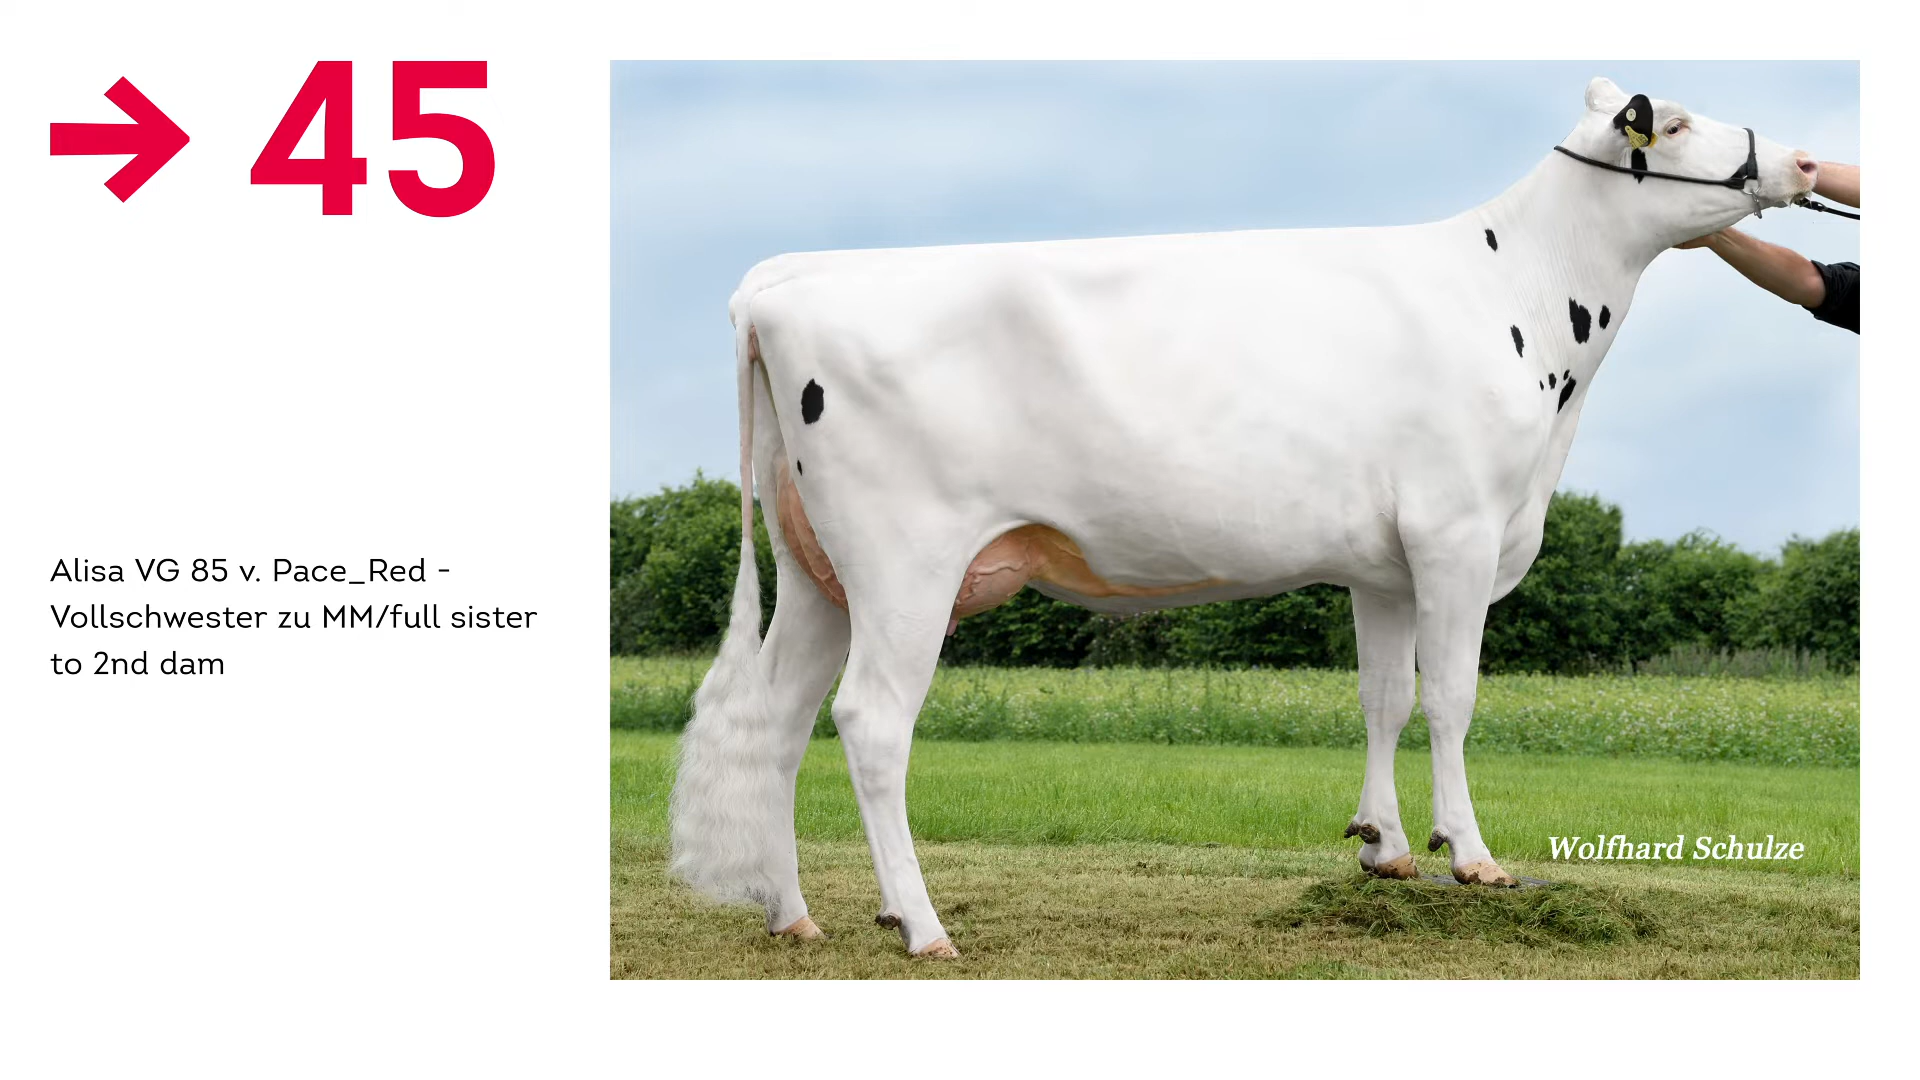 → 45
Alisa VG 85 v. Pace_Red -
Vollschwester zu MM/full sister
to 2nd dam
Wolfhard Schulze